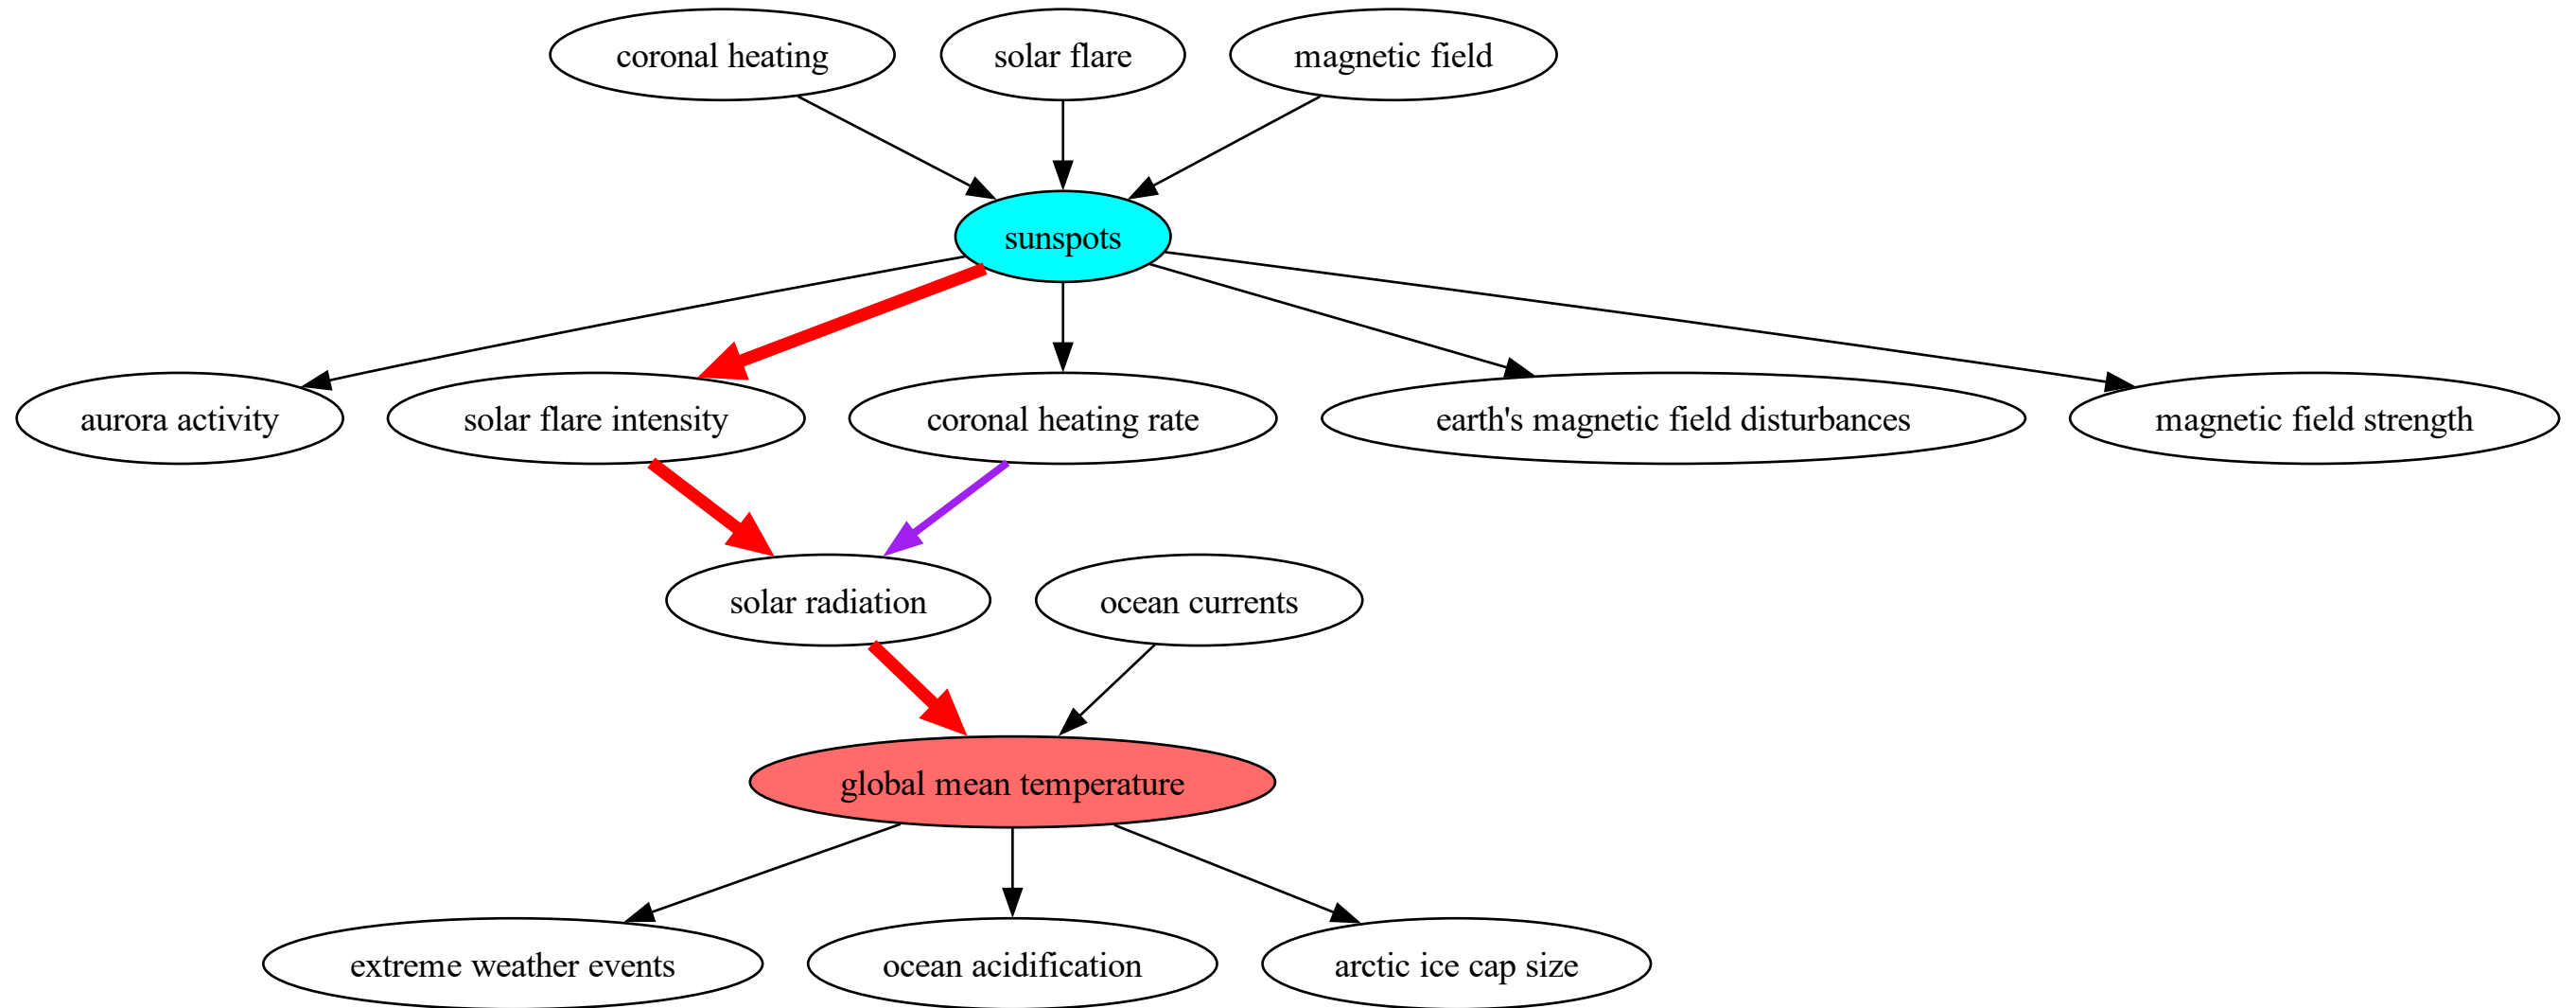 coronal heating
solar flare
magnetic field
sunspots
aurora activity
solar flare intensity
coronal heating rate
earth's magnetic field disturbances
magnetic field strength
solar radiation
ocean currents
global mean temperature
extreme weather events
ocean acidification
arctic ice cap size